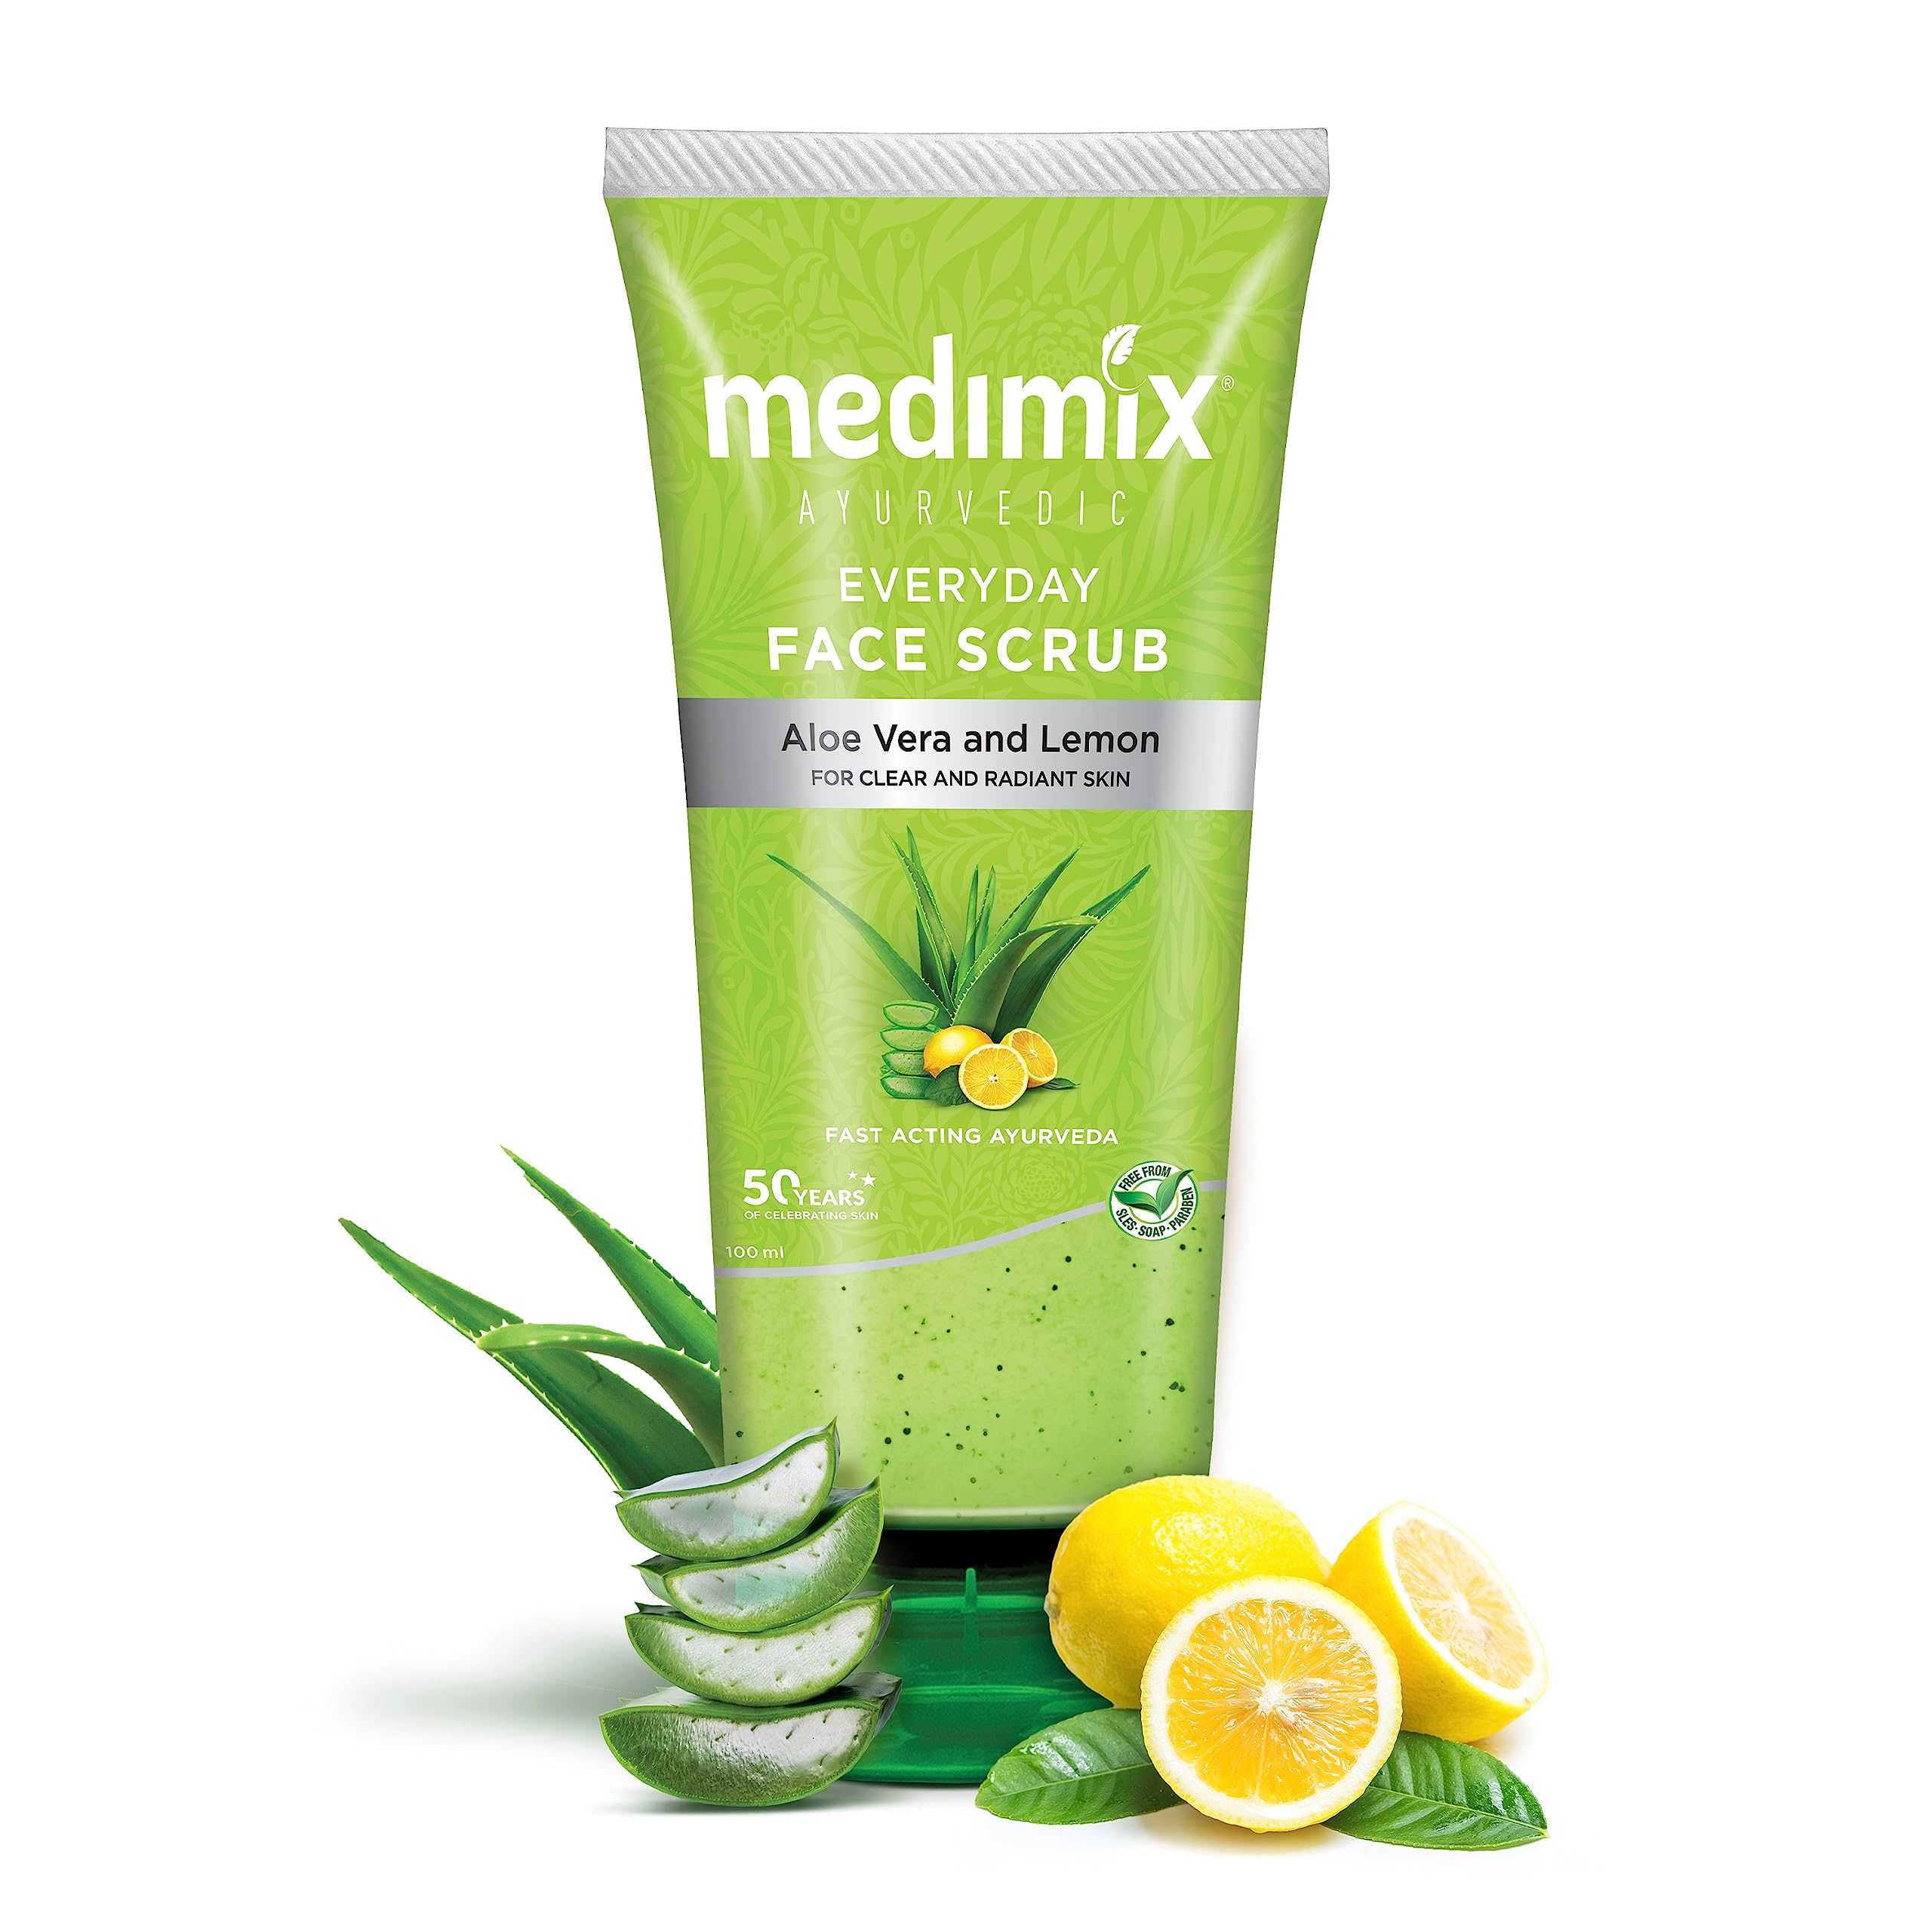 medimix®
AYURVEDIC
EVERYDAY
FACE SCRUB
Aloe Vera and Lemon
FOR CLEAR AND RADIANT SKIN
FAST ACTING AYURVEDA
50 YEARS
OF CELEBRATING SKIN
FREE FROM
SLES · SOAP · PARABEN
100 ml